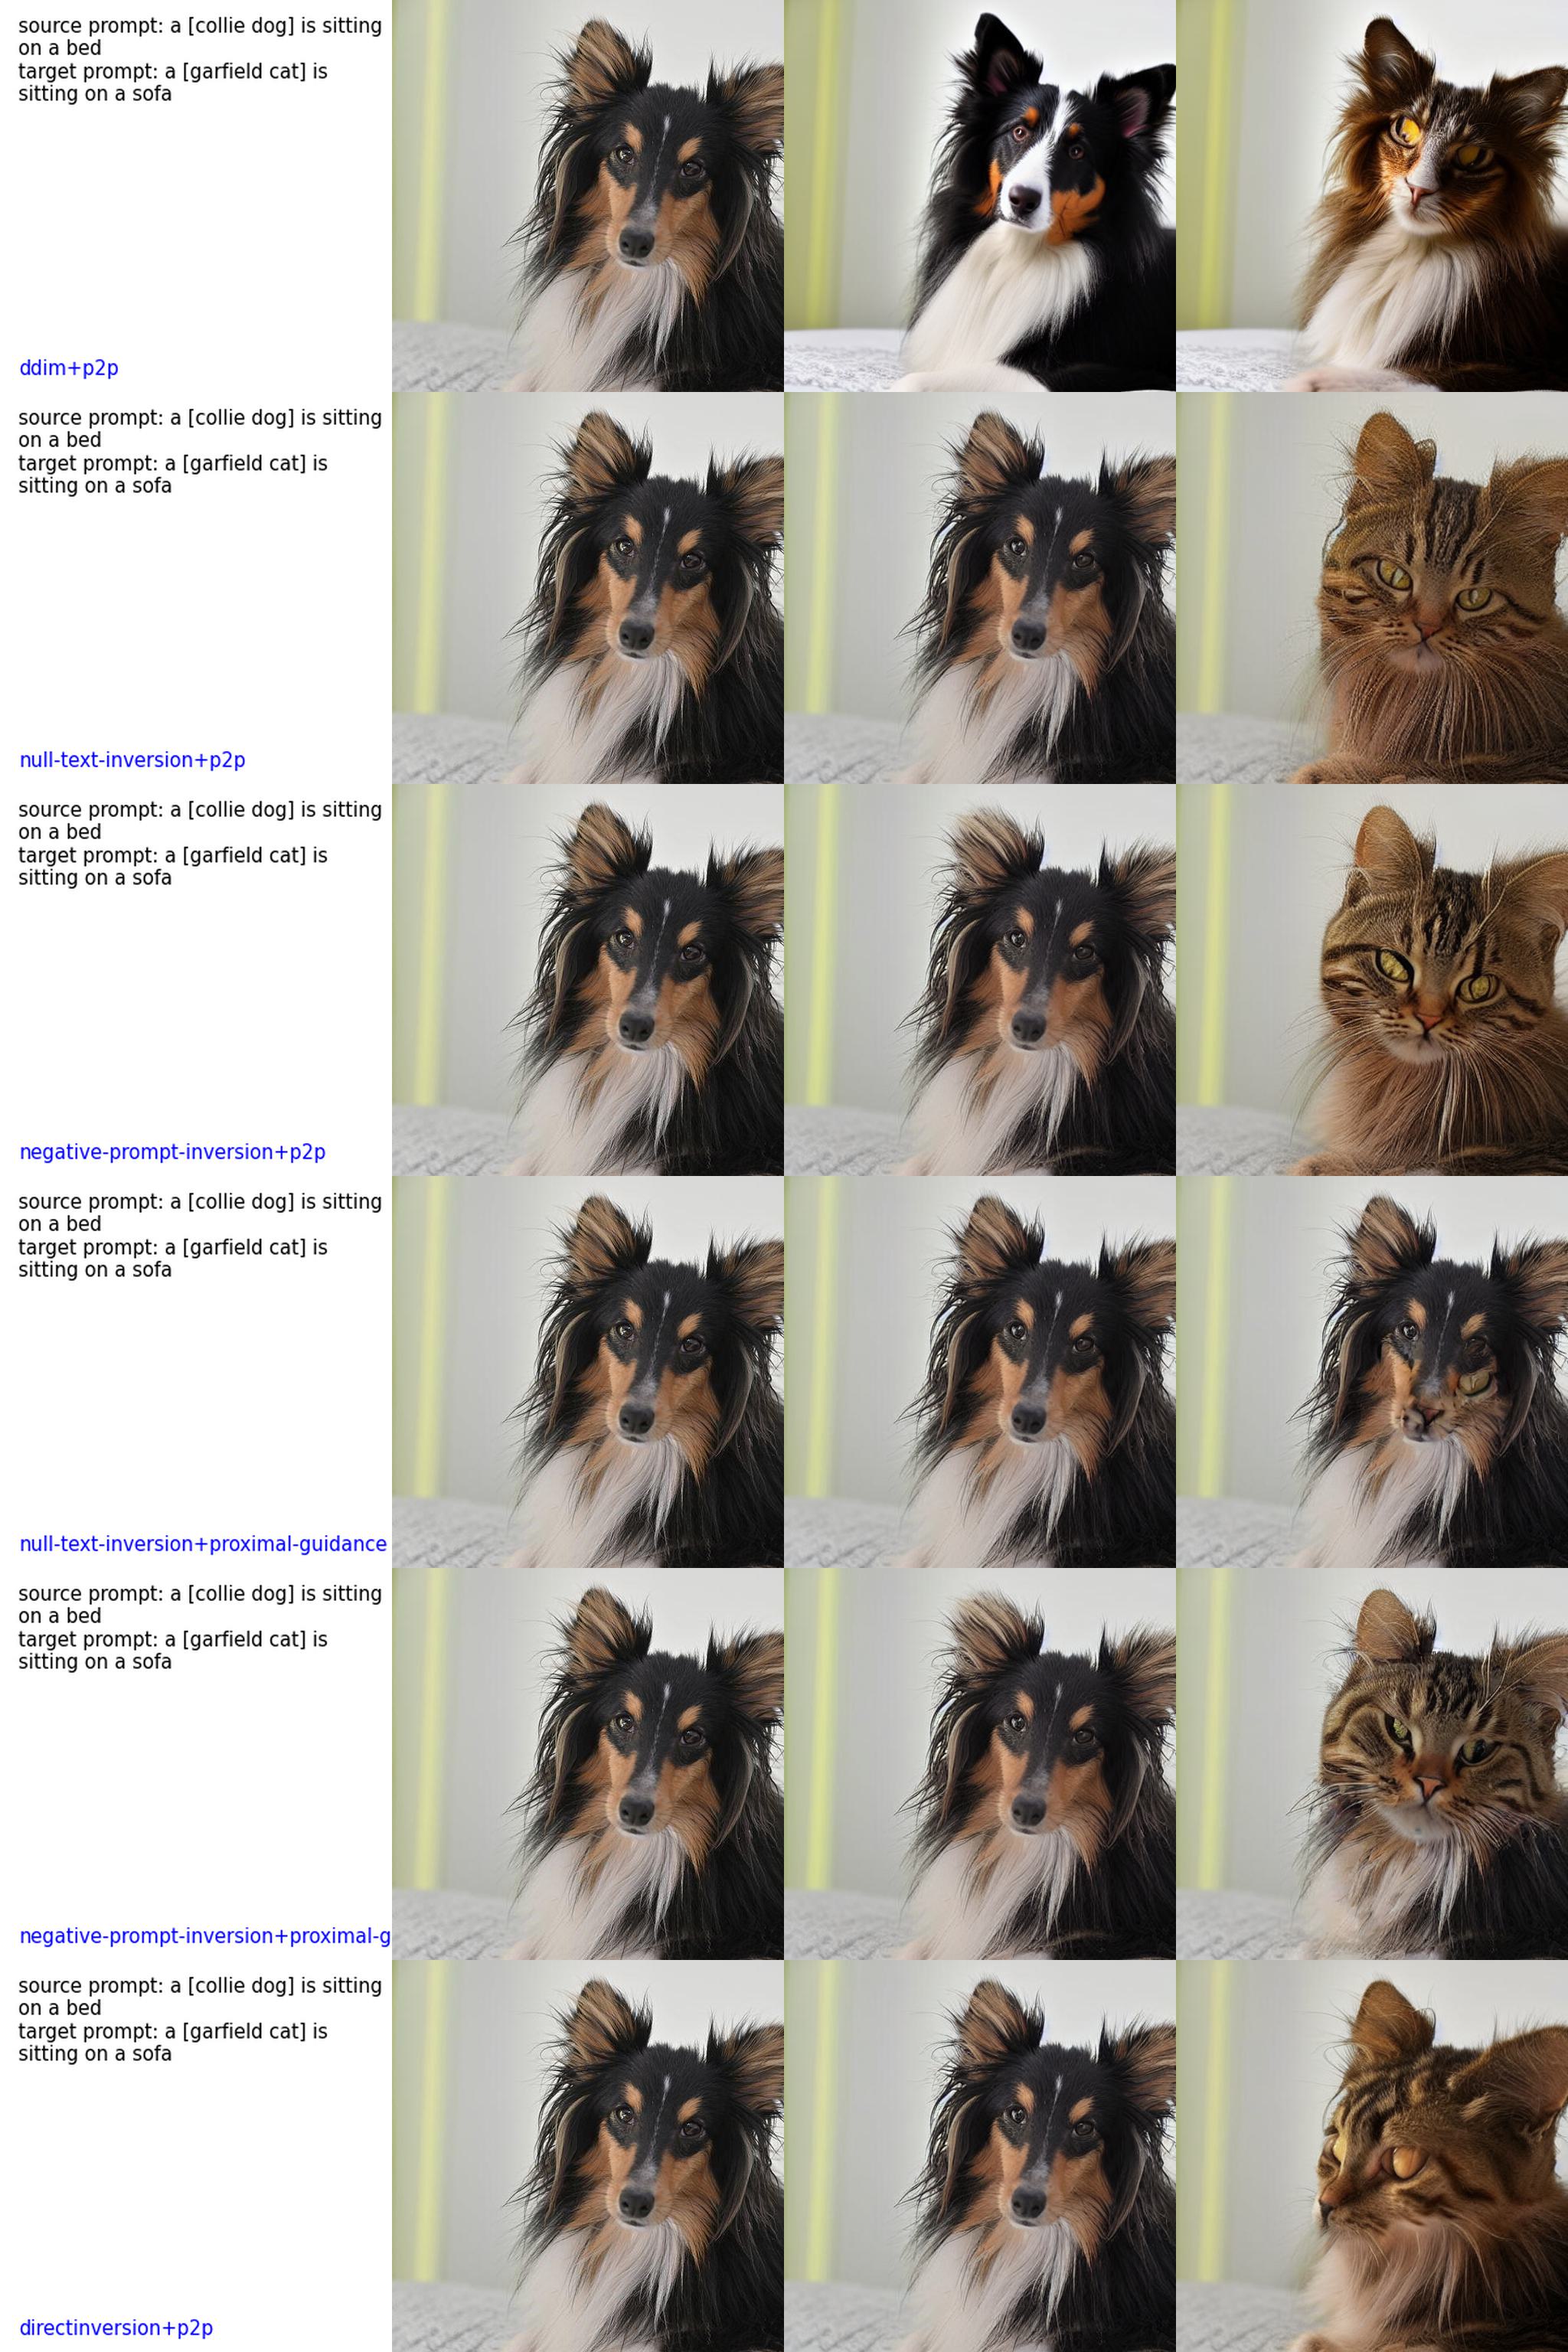 source prompt: a [collie dog] is sitting
on a bed
target prompt: a [garfield cat] is
sitting on a sofa
ddim+p2p
source prompt: a [collie dog] is sitting
on a bed
target prompt: a [garfield cat] is
sitting on a sofa
null-text-inversion+p2p
source prompt: a [collie dog] is sitting
on a bed
target prompt: a [garfield cat] is
sitting on a sofa
negative-prompt-inversion+p2p
source prompt: a [collie dog] is sitting
on a bed
target prompt: a [garfield cat] is
sitting on a sofa
null-text-inversion+proximal-guidance
source prompt: a [collie dog] is sitting
on a bed
target prompt: a [garfield cat] is
sitting on a sofa
negative-prompt-inversion+proximal-g
source prompt: a [collie dog] is sitting
on a bed
target prompt: a [garfield cat] is
sitting on a sofa
directinversion+p2p